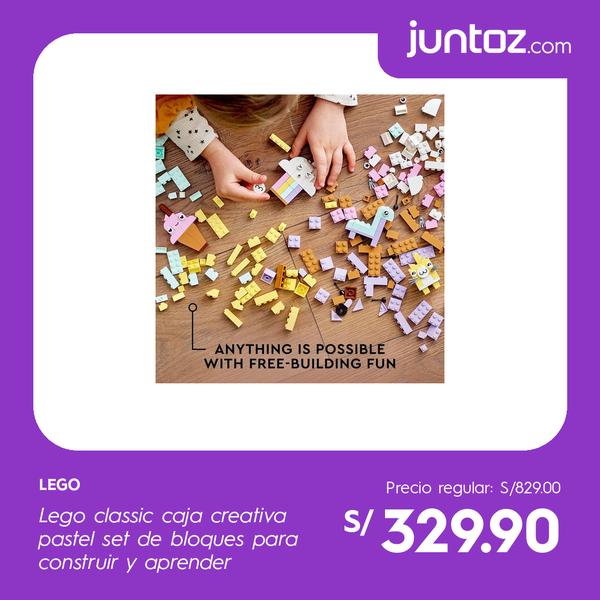 juntoz.com
ANYTHING IS POSSIBLE
WITH FREE-BUILDING FUN
LEGO
Lego classic caja creativa
pastel set de bloques para
construir y aprender
Precio regular: S/829.00
S/ 329.90